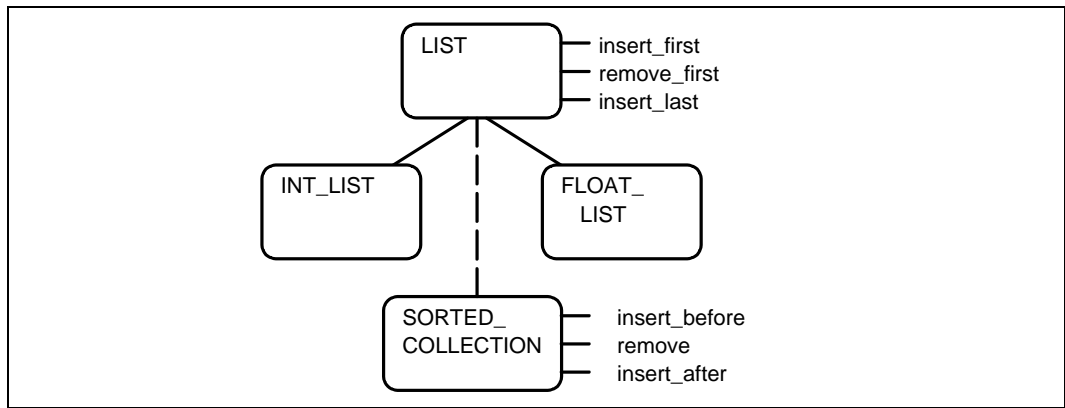 LIST
insert_first
remove_first
insert_last
INT_LIST
FLOAT_
LIST
SORTED_
COLLECTION
insert_before
remove
insert_after